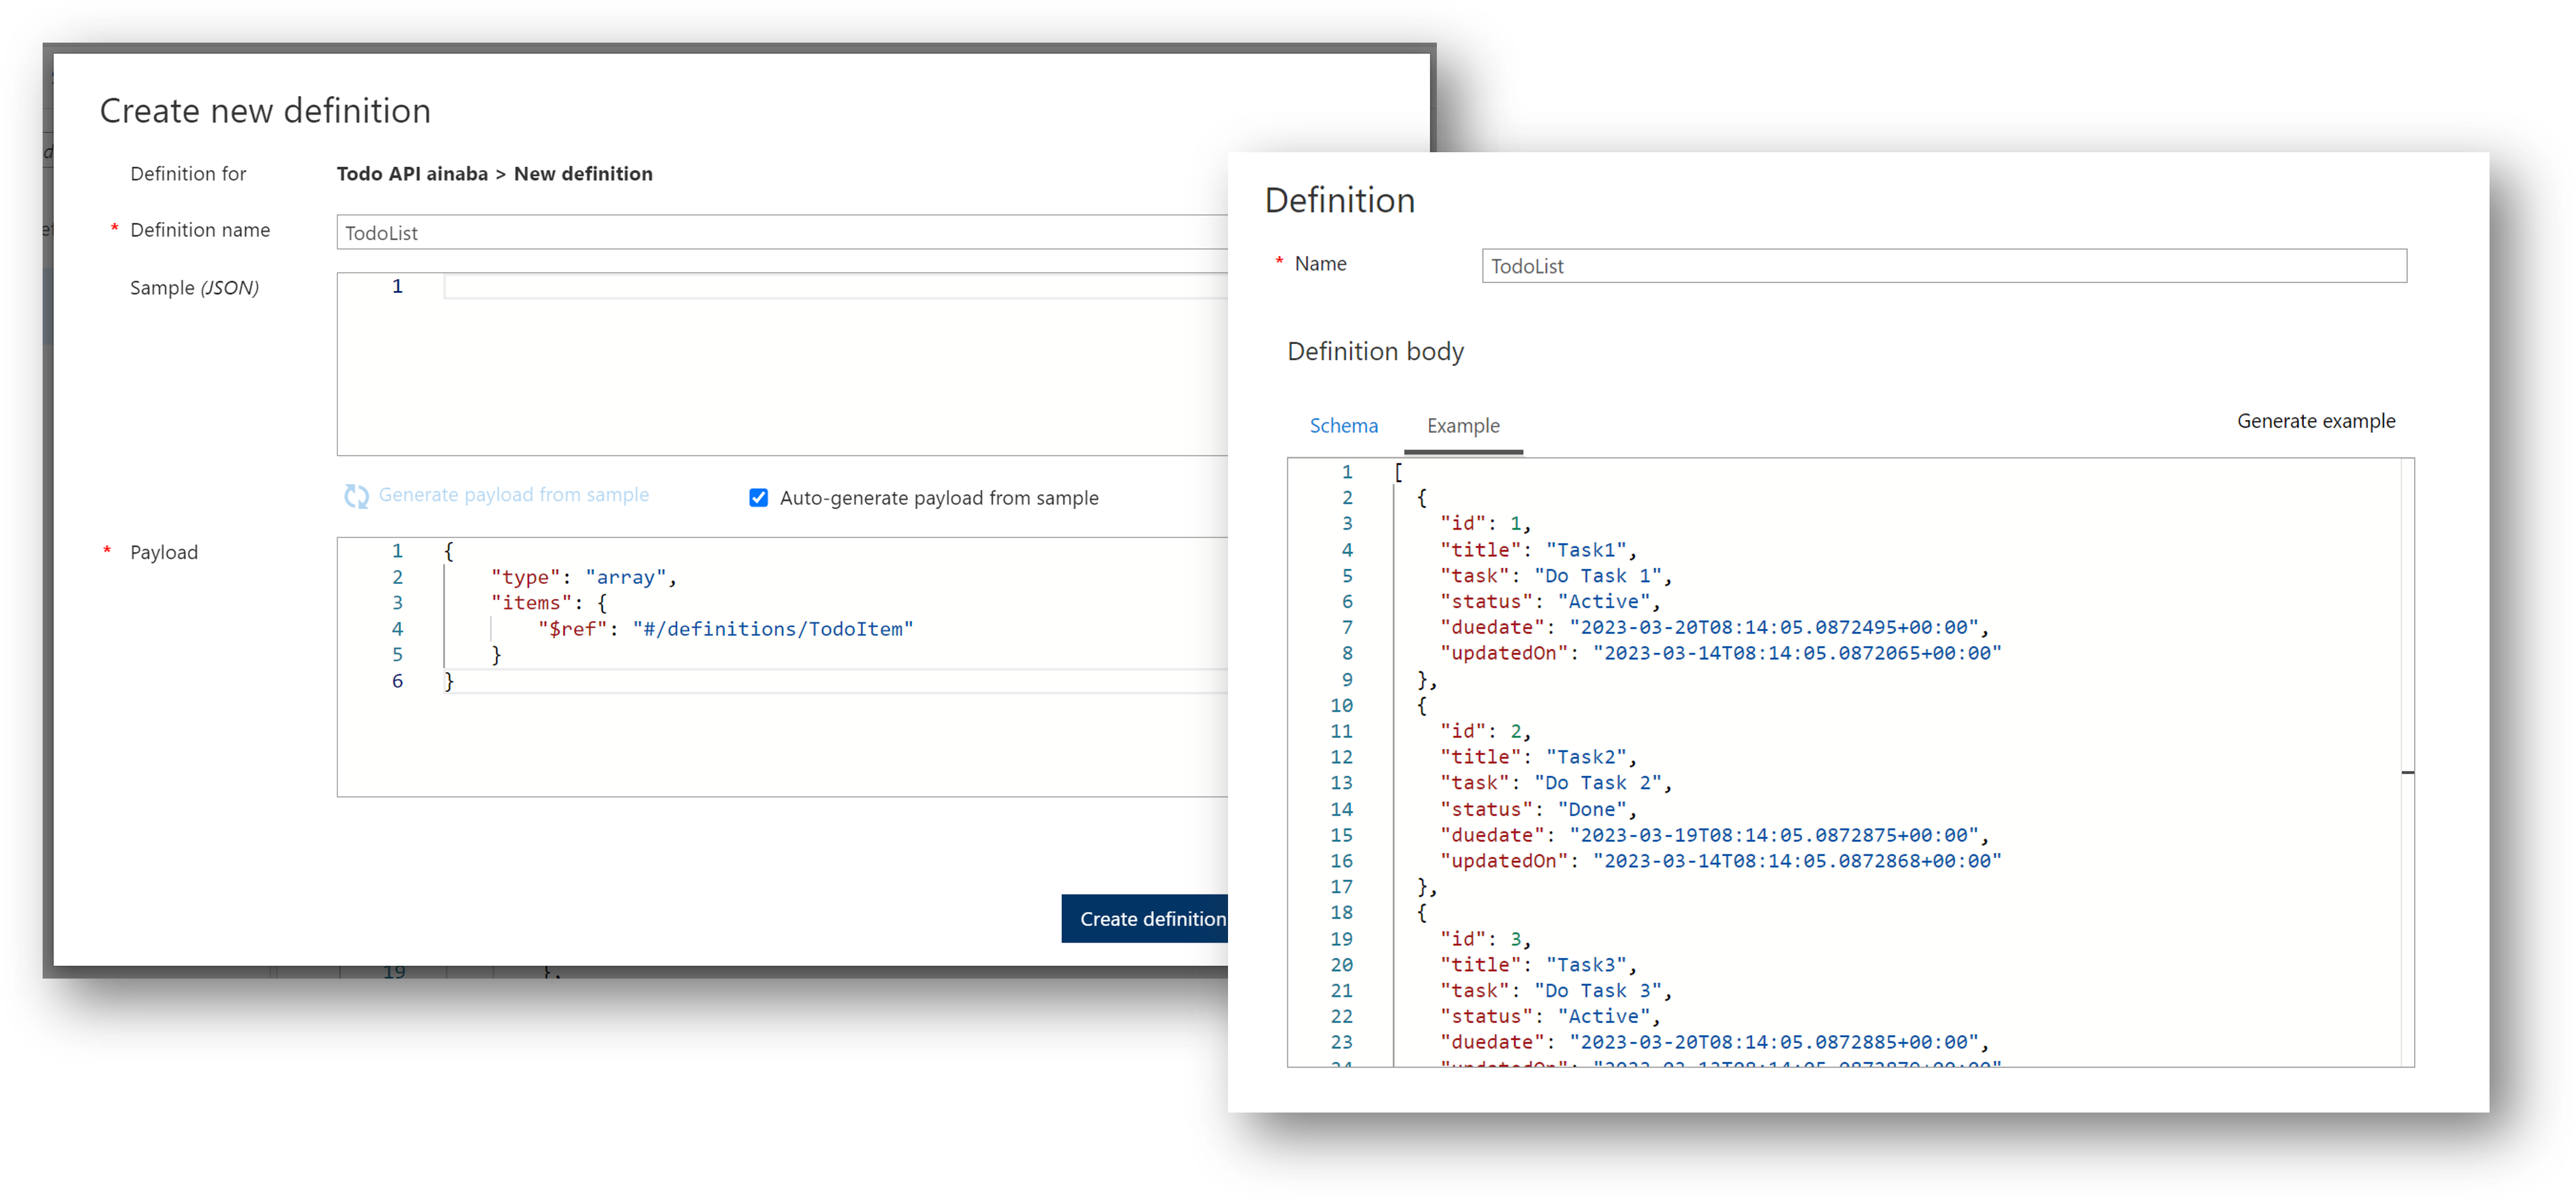 Create new definition
Definition for Todo API ainaba > New definition
* Definition name TodoList
Sample (JSON) 1
Generate payload from sample Auto-generate payload from sample
* Payload
1 {
2 "type": "array",
3 "items": {
4 "$ref": "#/definitions/TodoItem"
5 }
6 }
Create definition
19 },
Definition
* Name TodoList
Definition body
Schema Example Generate example
1 [
2 {
3 "id": 1,
4 "title": "Task1",
5 "task": "Do Task 1",
6 "status": "Active",
7 "duedate": "2023-03-20T08:14:05.0872495+00:00",
8 "updatedOn": "2023-03-14T08:14:05.0872065+00:00"
9 },
10 {
11 "id": 2,
12 "title": "Task2",
13 "task": "Do Task 2",
14 "status": "Done",
15 "duedate": "2023-03-19T08:14:05.0872875+00:00",
16 "updatedOn": "2023-03-14T08:14:05.0872868+00:00"
17 },
18 {
19 "id": 3,
20 "title": "Task3",
21 "task": "Do Task 3",
22 "status": "Active",
23 "duedate": "2023-03-20T08:14:05.0872885+00:00",
24 "updatedOn":